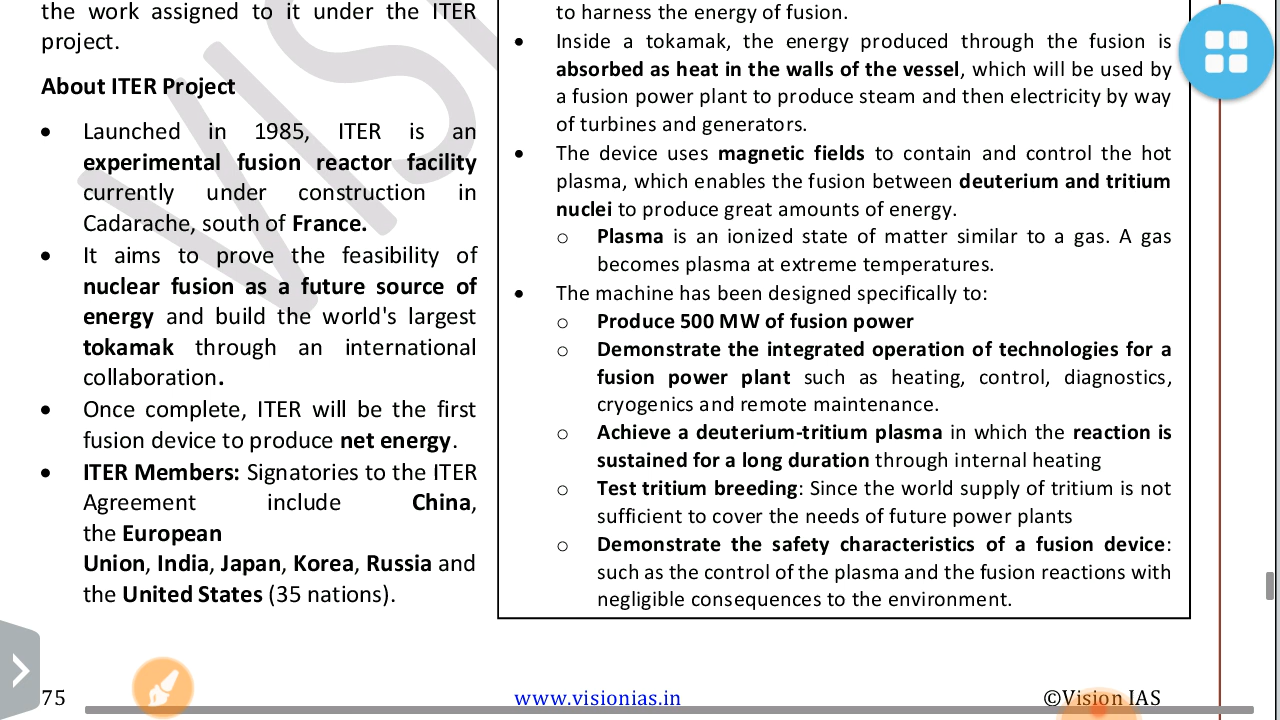 the work assigned to it under the ITER
project.
About ITER Project
• Launched in 1985, ITER is an
experimental fusion reactor facility
currently under construction in
Cadarache, south of France.
• It aims to prove the feasibility of
nuclear fusion as a future source of
energy and build the world's largest
tokamak through an international
collaboration.
• Once complete, ITER will be the first
fusion device to produce net energy.
• ITER Members: Signatories to the ITER
Agreement include China,
the European
Union, India, Japan, Korea, Russia and
the United States (35 nations).
to harness the energy of fusion.
• Inside a tokamak, the energy produced through the fusion is
absorbed as heat in the walls of the vessel, which will be used by
a fusion power plant to produce steam and then electricity by way
of turbines and generators.
• The device uses magnetic fields to contain and control the hot
plasma, which enables the fusion between deuterium and tritium
nuclei to produce great amounts of energy.
o Plasma is an ionized state of matter similar to a gas. A gas
becomes plasma at extreme temperatures.
• The machine has been designed specifically to:
o Produce 500 MW of fusion power
o Demonstrate the integrated operation of technologies for a
fusion power plant such as heating, control, diagnostics,
cryogenics and remote maintenance.
o Achieve a deuterium-tritium plasma in which the reaction is
sustained for a long duration through internal heating
o Test tritium breeding: Since the world supply of tritium is not
sufficient to cover the needs of future power plants
o Demonstrate the safety characteristics of a fusion device:
such as the control of the plasma and the fusion reactions with
negligible consequences to the environment.
75
www.visionias.in
©Vision IAS